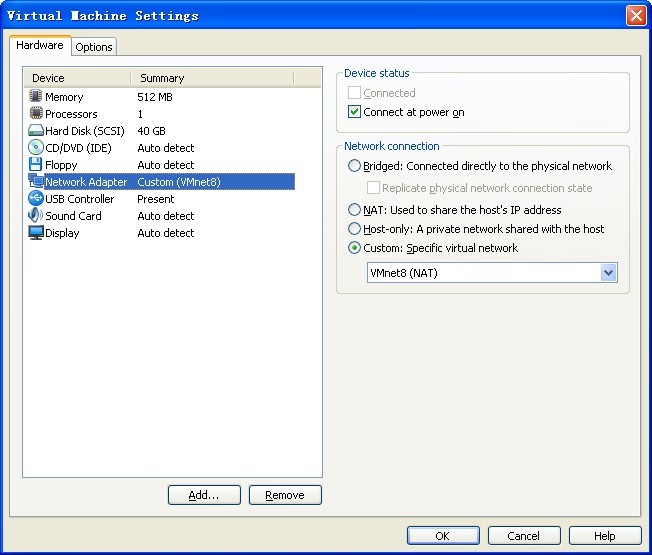 Virtual Machine Settings
Hardware
Options
Device Summary
Memory 512 MB
Processors 1
Hard Disk (SCSI) 40 GB
CD/DVD (IDE) Auto detect
Floppy Auto detect
Network Adapter Custom (VMnet8)
USB Controller Present
Sound Card Auto detect
Display Auto detect
Add...
Remove
Device status
Connected
Connect at power on
Network connection
Bridged: Connected directly to the physical network
Replicate physical network connection state
NAT: Used to share the host's IP address
Host-only: A private network shared with the host
Custom: Specific virtual network
VMnet8 (NAT)
OK
Cancel
Help